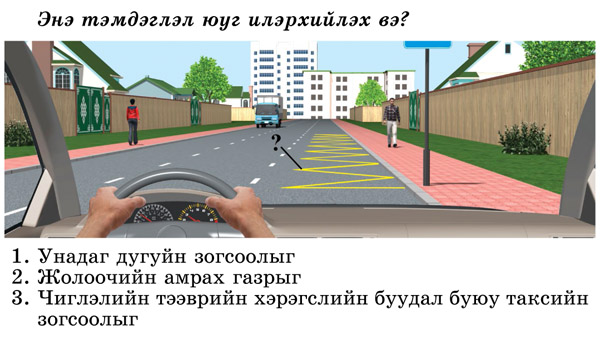 Энэ тэмдэглэл юуг илэрхийлэх вэ?
?
1. Унадаг дугуйн зогсоолыг
2. Жолоочийн амрах газрыг
3. Чиглэлийн тээврийн хэрэгслийн буудал буюу таксийн
зогсоолыг